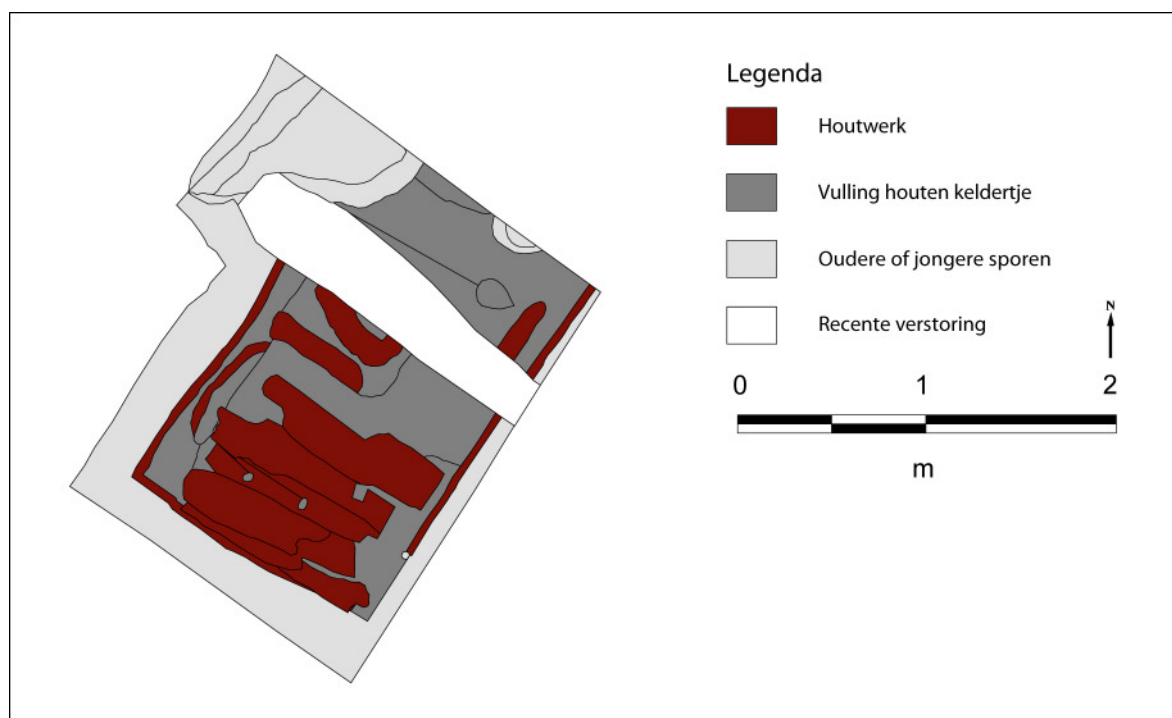 Legenda
Houtwerk
Vulling houten keldertje
Oudere of jongere sporen
Recente verstoring
N
0 1 2
m